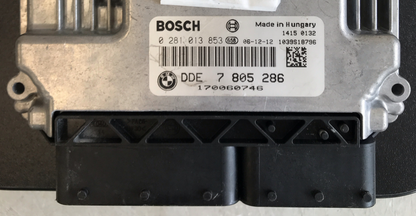 BOSCH
Made in Hungary
1415 0132
0 281 013 853 06-12-12 1039S18796
DDE 7 805 286
170060746